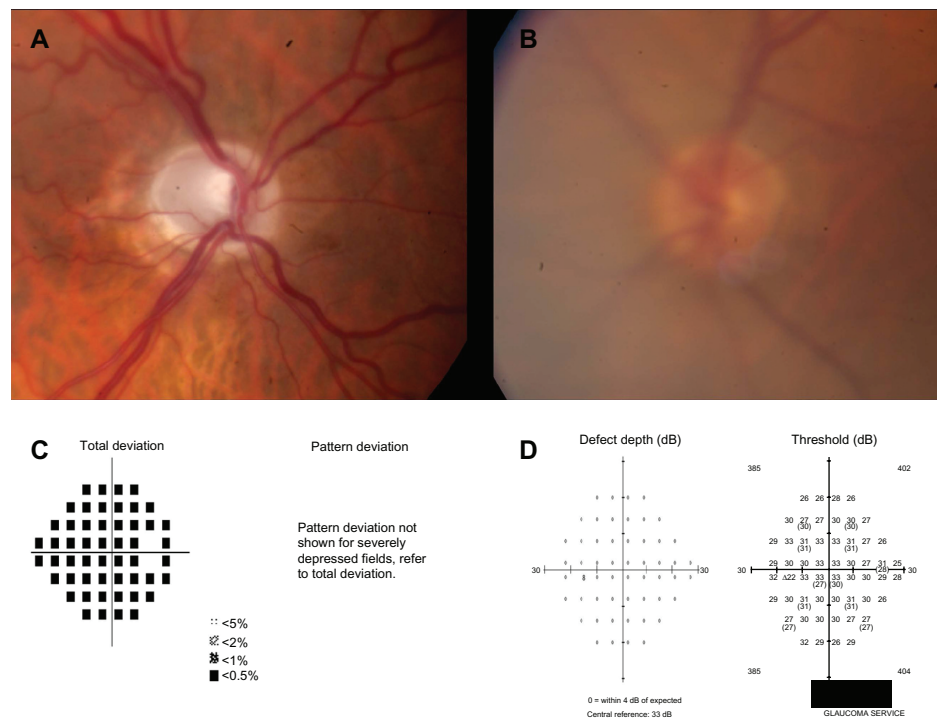 A
B
C
Total deviation
Pattern deviation
Pattern deviation not
shown for severely
depressed fields, refer
to total deviation.
<5%
<2%
<1%
<0.5%
D
Defect depth (dB)
Threshold (dB)
30
30
0 = within 4 dB of expected
Central reference: 33 dB
385
402
26 26 28 26
30 27 27 30 30 27
(30) (30)
29 33 31 33 33 31 27 26
(31) (31)
29 30 30 33 33 30 27 31 25
30 (28) 30
32 Δ22 33 33 33 30 30 29 28
(27) (30)
29 30 31 30 30 31 30 26
(31) (31)
27 30 30 30 27 27
(27) (27)
32 29 26 29
385
404
GLAUCOMA SERVICE